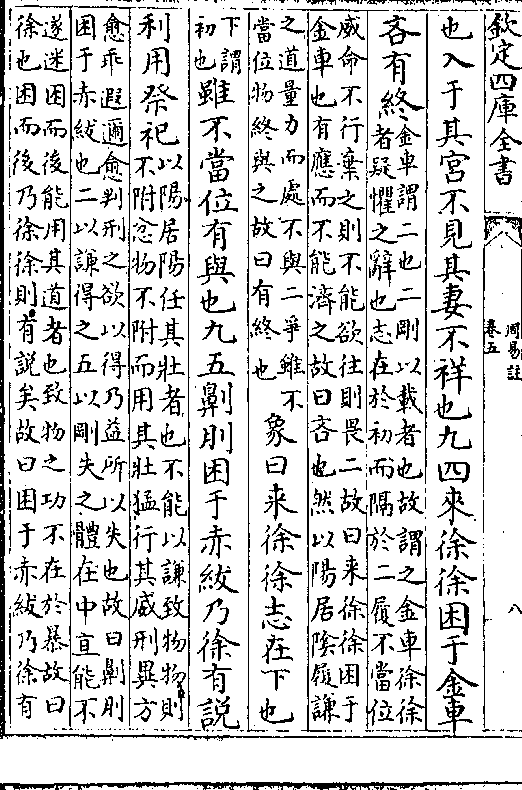 欽定四庫全書
周易註
卷五
八
也入于其宮不見其妻不祥也九四來徐徐困于金車
吝有終
金車謂二也二剛以載者也故謂之金車徐徐
者疑懼之辭也志在於初而隔於二履不當位
威命不行棄之則不能欲往則畏二故曰来徐徐困于
金車也有應而不能濟之故曰吝也然以陽居陰履謙
之道量力而處不與二爭雖不
當位物終與之故曰有終也
象曰来徐徐志在下也
下謂
初也
雖不當位有與也九五劓刖困于赤紱乃徐有説
利用祭祀
以陽居陽任其壯者也不能以謙致物物則
不附忿物不附而用其壯猛行其威刑異方
愈乖遐邇愈判刑之欲以得乃益所以失也故曰劓刖
困于赤紱也二以謙得之五以剛失之體在中直能不
遂迷困而後能用其道者也致物之功不在於暴故曰
徐也困而後乃徐徐則有説矣故曰困于赤紱乃徐有